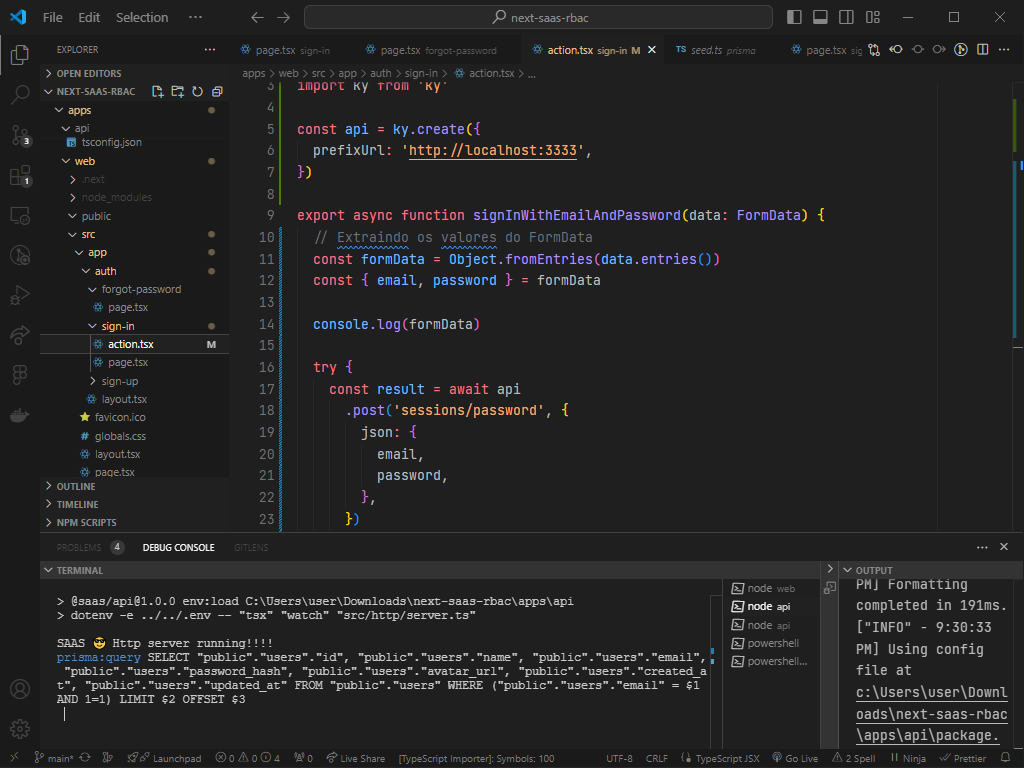 File Edit Selection ··· next-saas-rbac
EXPLORER ···
page.tsx sign-in page.tsx forgot-password action.tsx sign-in M TS seed.ts prisma page.tsx sig ···
OPEN EDITORS
NEXT-SAAS-RBAC
apps
api
tsconfig.json
web
.next
node_modules
public
src
app
auth
forgot-password
page.tsx
sign-in
action.tsx M
page.tsx
sign-up
layout.tsx
favicon.ico
globals.css
layout.tsx
page.tsx
OUTLINE
TIMELINE
NPM SCRIPTS
3
1
apps > web > src > app > auth > sign-in > action.tsx > ...
3 import ky from 'ky'
4
5 const api = ky.create({
6 prefixUrl: 'http://localhost:3333',
7 })
8
9 export async function signInWithEmailAndPassword(data: FormData) {
10 // Extraindo os valores do FormData
11 const formData = Object.fromEntries(data.entries())
12 const { email, password } = formData
13
14 console.log(formData)
15
16 try {
17 const result = await api
18 .post('sessions/password', {
19 json: {
20 email,
21 password,
22 },
23 })
PROBLEMS 4 DEBUG CONSOLE GITLENS ···
TERMINAL
> @saas/api@1.0.0 env:load C:\Users\user\Downloads\next-saas-rbac\apps\api
> dotenv -e ../../.env -- "tsx" "watch" "src/http/server.ts"
SAAS 😎 Http server running!!!!
prisma:query SELECT "public"."users"."id", "public"."users"."name", "public"."users"."email",
"public"."users"."password_hash", "public"."users"."avatar_url", "public"."users"."created_a
t", "public"."users"."updated_at" FROM "public"."users" WHERE ("public"."users"."email" = $1
AND 1=1) LIMIT $2 OFFSET $3
node web
node api
node api
powershell
powershell...
OUTPUT
PM] Formatting
completed in 191ms.
["INFO" - 9:30:33
PM] Using config
file at
c:\Users\user\Downl
oads\next-saas-rbac
\apps\api\package.
main* Launchpad 0 0 4 0 Live Share [TypeScript Importer]: Symbols: 100 UTF-8 CRLF TypeScript JSX Go Live 2 Spell Ninja Prettier